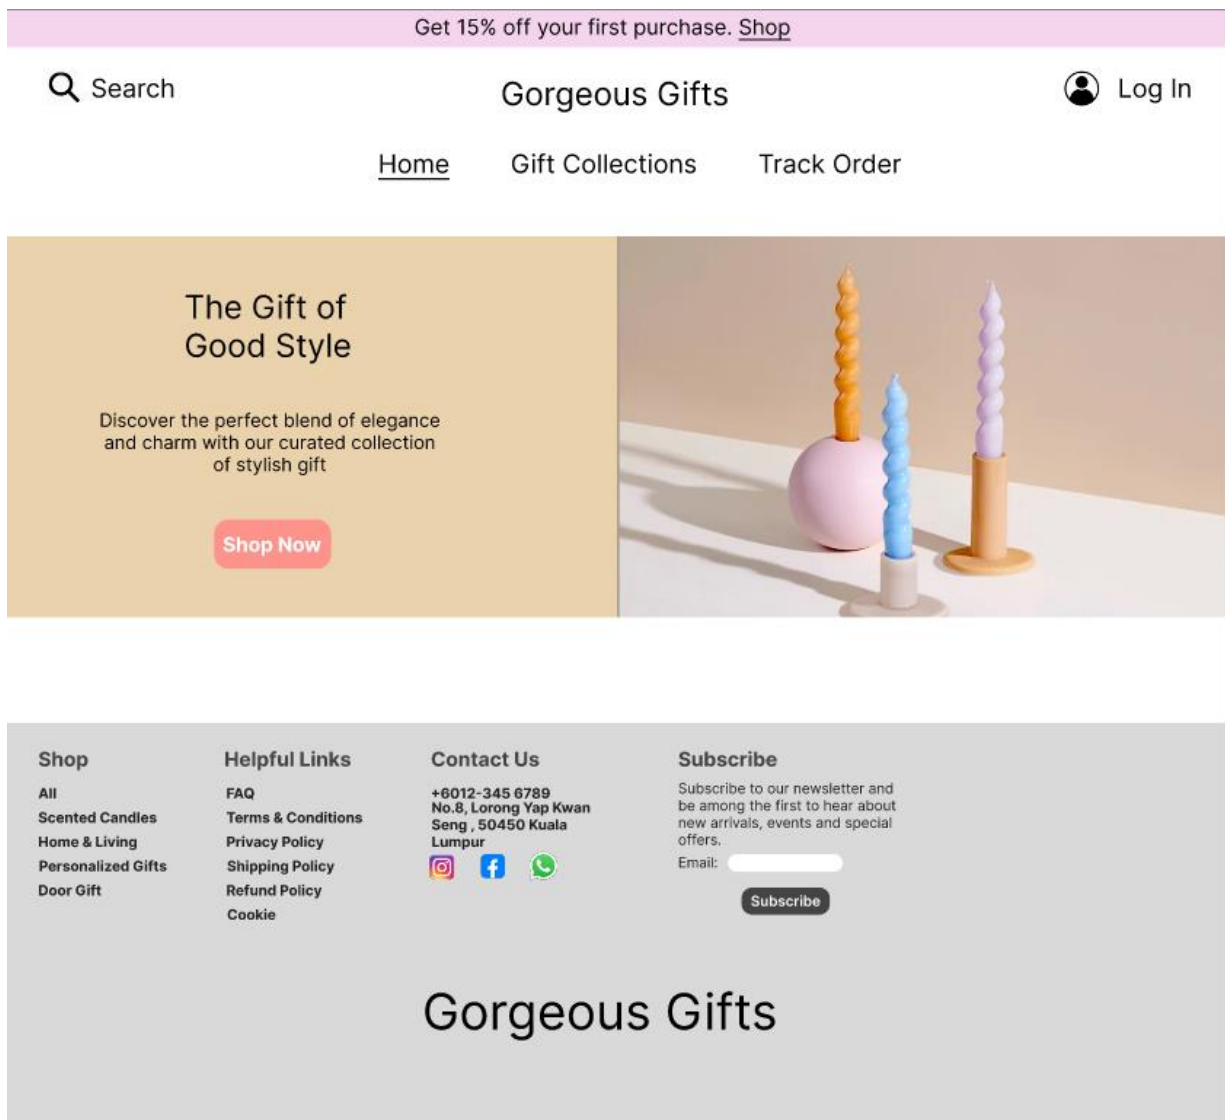 Get 15% off your first purchase. Shop
Search
Gorgeous Gifts
Log In
Home
Gift Collections
Track Order
The Gift of
Good Style
Discover the perfect blend of elegance
and charm with our curated collection
of stylish gift
Shop Now
Shop
All
Scented Candles
Home & Living
Personalized Gifts
Door Gift
Helpful Links
FAQ
Terms & Conditions
Privacy Policy
Shipping Policy
Refund Policy
Cookie
Contact Us
+6012-345 6789
No.8, Lorong Yap Kwan
Seng , 50450 Kuala
Lumpur
Subscribe
Subscribe to our newsletter and
be among the first to hear about
new arrivals, events and special
offers.
Email:
Subscribe
Gorgeous Gifts